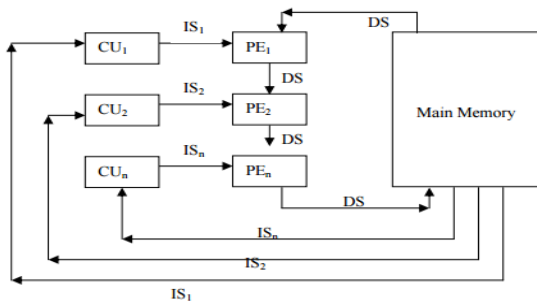 IS₁ DS
CU₁ PE₁
DS
IS₂
CU₂ PE₂ Main Memory
DS
ISₙ
CUₙ PEₙ
DS
ISₙ
IS₂
IS₁